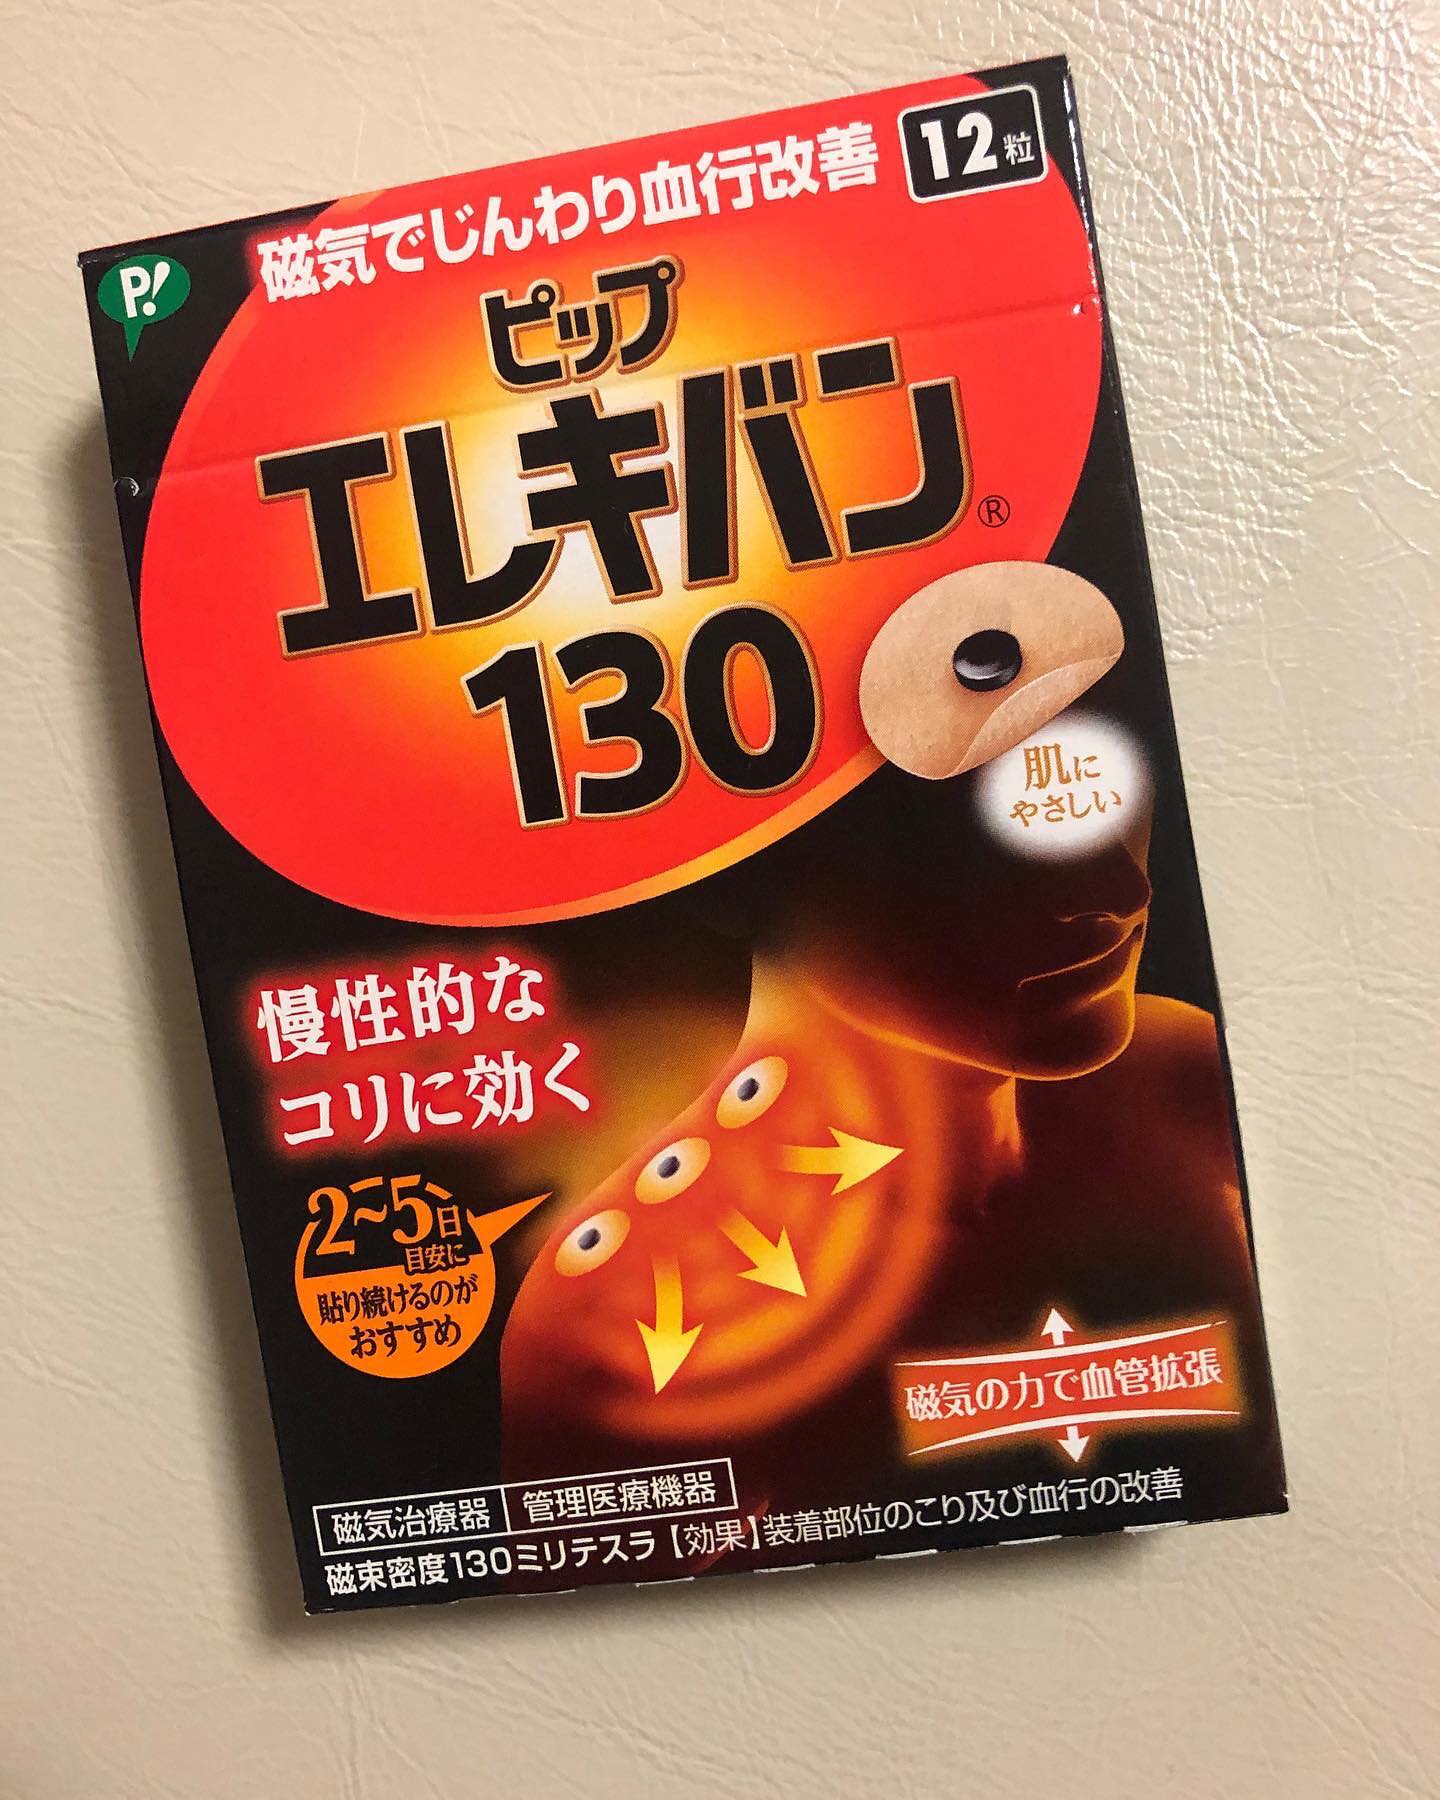 磁気でじんわり血行改善
12粒
P!
ピップ
エレキバン®
130
肌に
やさしい
慢性的な
コリに効く
2~5日
目安に
貼り続けるのが
おすすめ
磁気の力で血管拡張
磁気治療器 管理医療機器
磁束密度130ミリテスラ【効果】装着部位のこり及び血行の改善